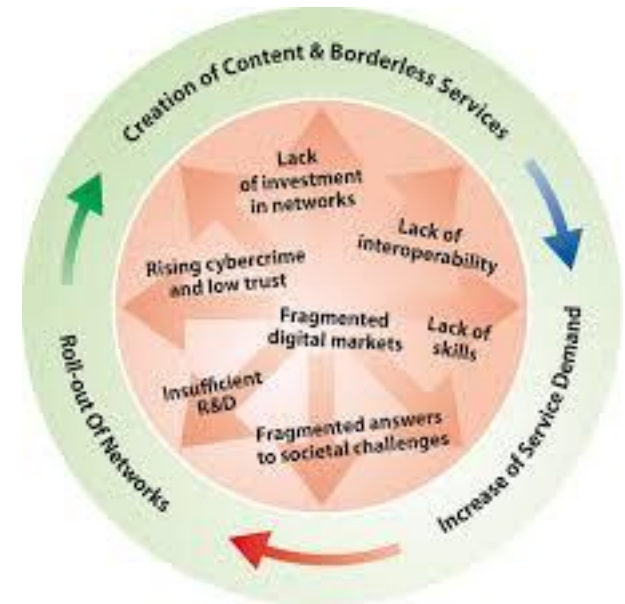 Creation of Content & Borderless Services
Lack
of investment
in networks
Lack of
interoperability
Rising cybercrime
and low trust
Fragmented
digital markets
Lack of
skills
Insufficient
R&D
Fragmented answers
to societal challenges
Increase of Service Demand
Roll-out Of Networks